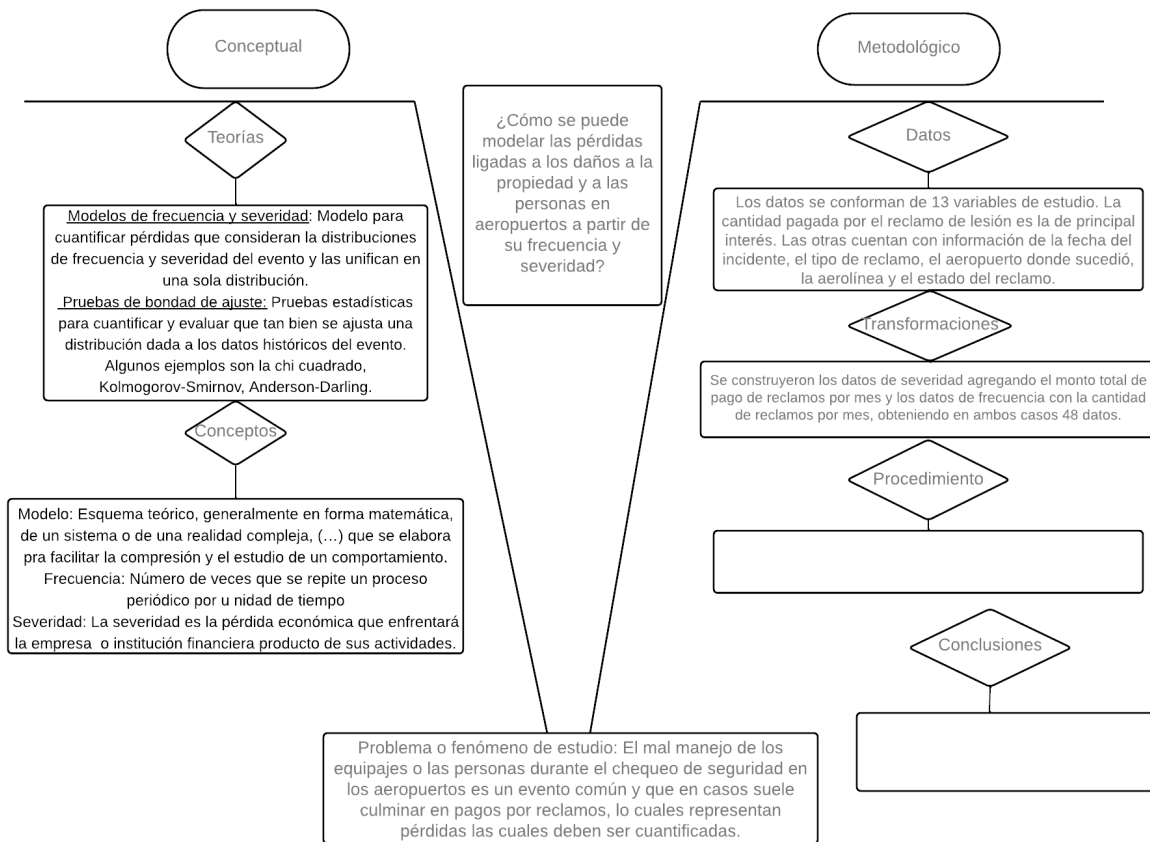 Conceptual
Metodológico
Teorías
Modelos de frecuencia y severidad: Modelo para
cuantificar pérdidas que consideran la distribuciones
de frecuencia y severidad del evento y las unifican en
una sola distribución.
Pruebas de bondad de ajuste: Pruebas estadísticas
para cuantificar y evaluar que tan bien se ajusta una
distribución dada a los datos históricos del evento.
Algunos ejemplos son la chi cuadrado,
Kolmogorov-Smirnov, Anderson-Darling.
Conceptos
Modelo: Esquema teórico, generalmente en forma matemática,
de un sistema o de una realidad compleja, (...) que se elabora
pra facilitar la compresión y el estudio de un comportamiento.
Frecuencia: Número de veces que se repite un proceso
periódico por u nidad de tiempo
Severidad: La severidad es la pérdida económica que enfrentará
la empresa o institución financiera producto de sus actividades.
¿Cómo se puede
modelar las pérdidas
ligadas a los daños a la
propiedad y a las
personas en
aeropuertos a partir de
su frecuencia y
severidad?
Datos
Los datos se conforman de 13 variables de estudio. La
cantidad pagada por el reclamo de lesión es la de principal
interés. Las otras cuentan con información de la fecha del
incidente, el tipo de reclamo, el aeropuerto donde sucedió,
la aerolínea y el estado del reclamo.
Transformaciones
Se construyeron los datos de severidad agregando el monto total de
pago de reclamos por mes y los datos de frecuencia con la cantidad
de reclamos por mes, obteniendo en ambos casos 48 datos.
Procedimiento
Conclusiones
Problema o fenómeno de estudio: El mal manejo de los
equipajes o las personas durante el chequeo de seguridad en
los aeropuertos es un evento común y que en casos suele
culminar en pagos por reclamos, lo cuales representan
pérdidas las cuales deben ser cuantificadas.